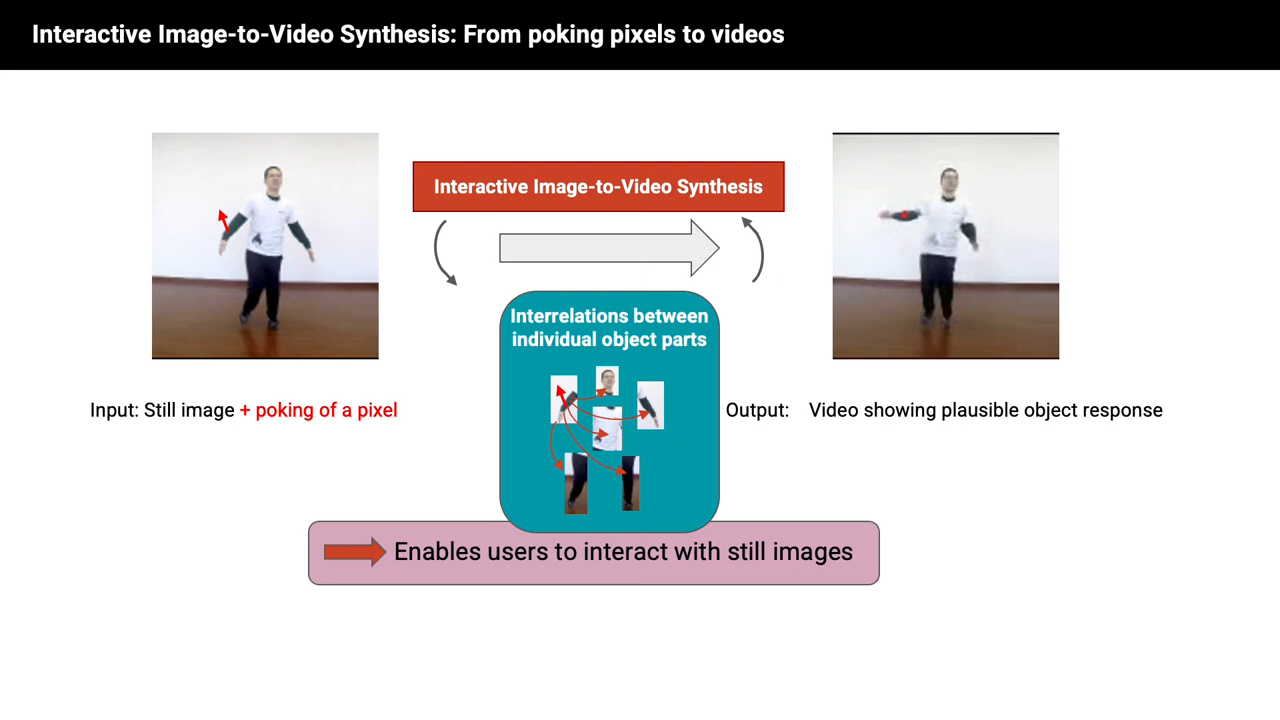 Interactive Image-to-Video Synthesis: From poking pixels to videos
Interactive Image-to-Video Synthesis
Interrelations between
individual object parts
Input: Still image + poking of a pixel
Output: Video showing plausible object response
Enables users to interact with still images